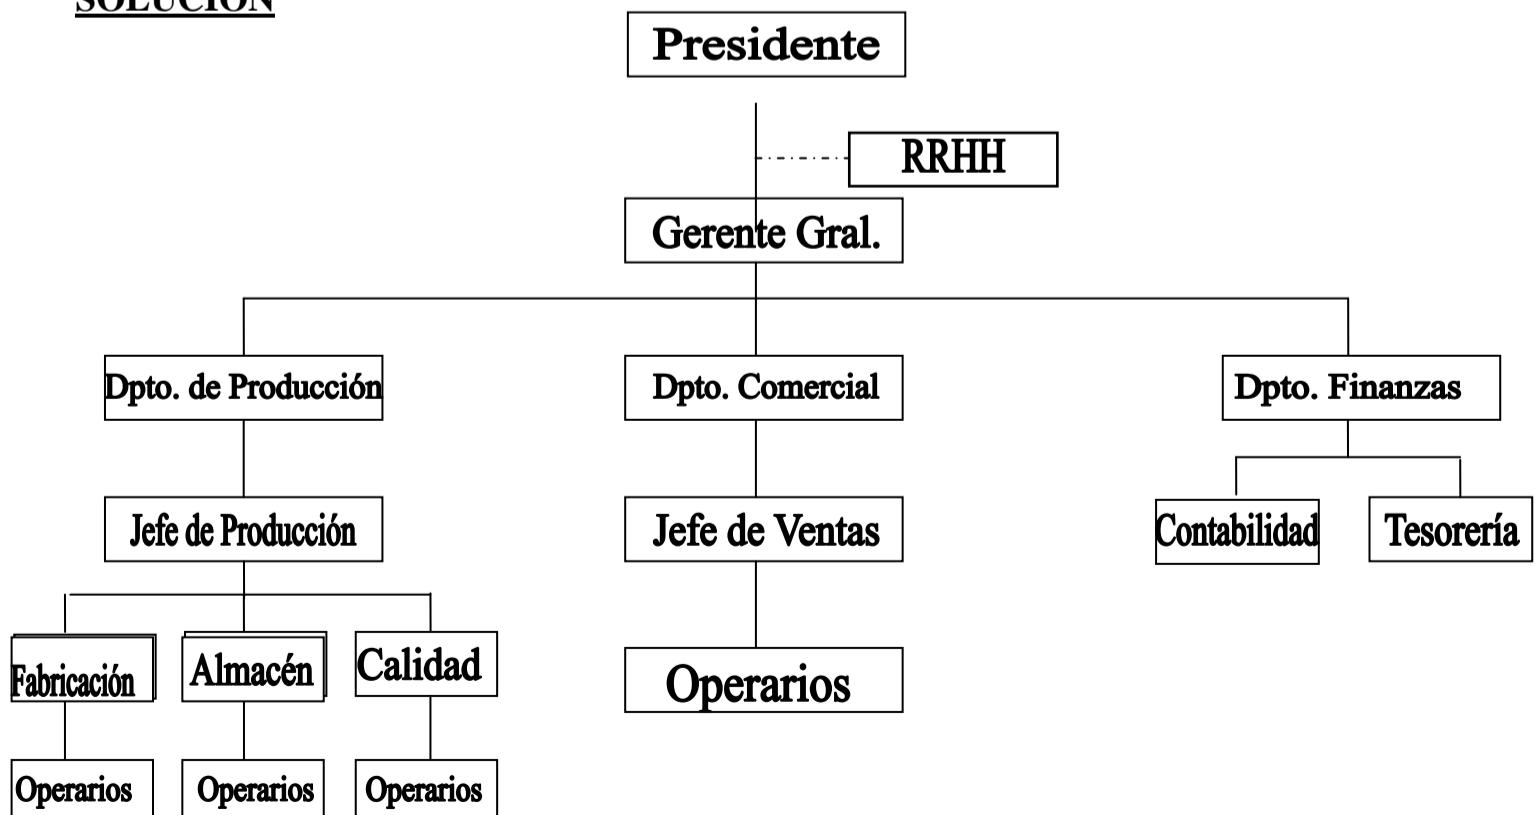 SOLUCIÓN
Presidente
RRHH
Gerente Gral.
Dpto. de Producción
Dpto. Comercial
Dpto. Finanzas
Jefe de Producción
Jefe de Ventas
Contabilidad
Tesorería
Fabricación
Almacén
Calidad
Operarios
Operarios
Operarios
Operarios